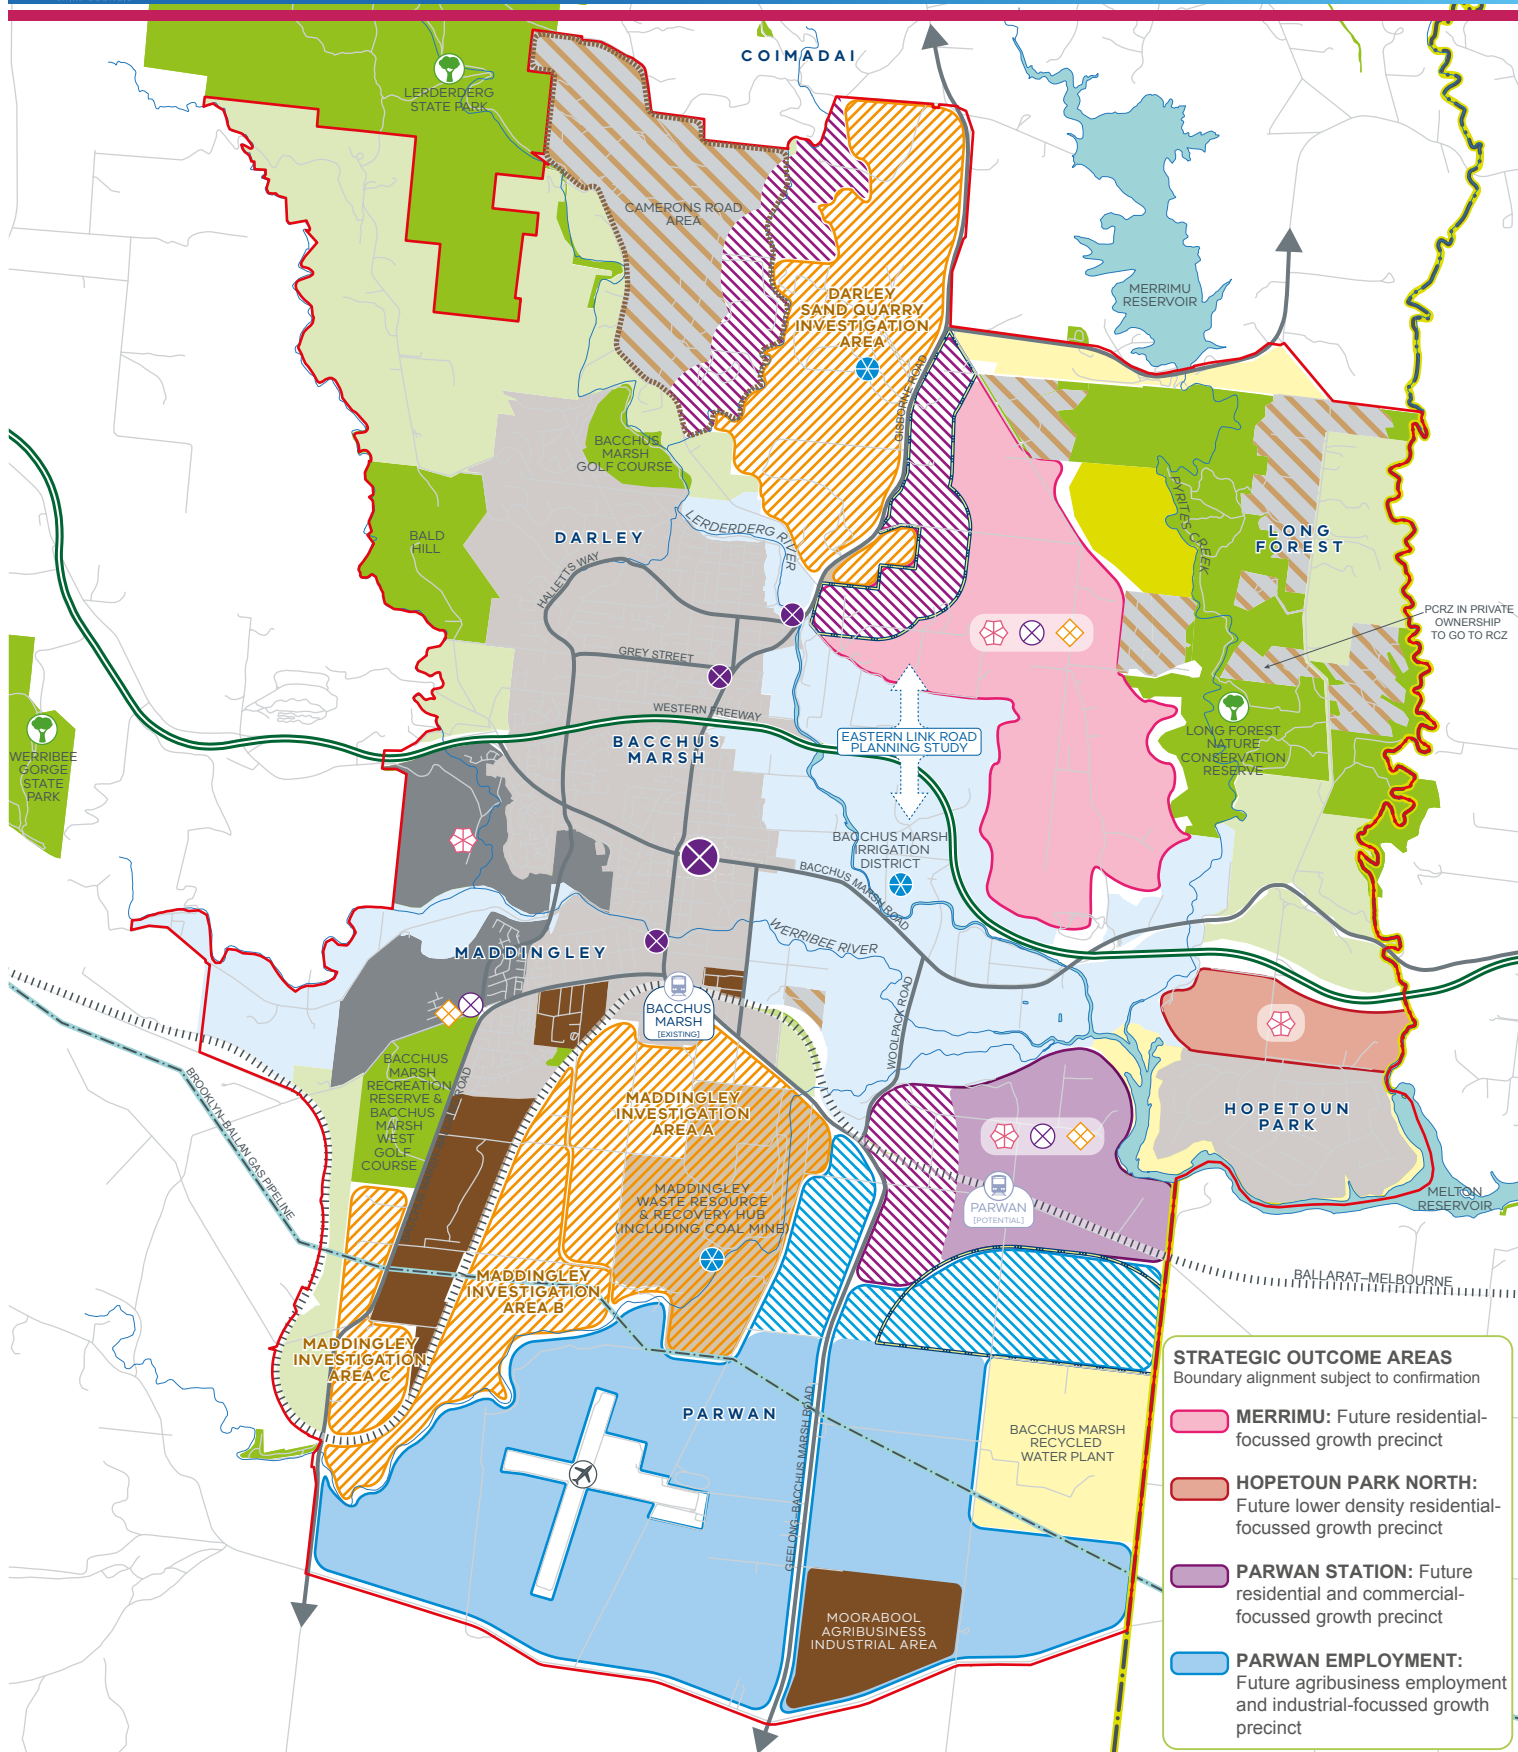 COIMADAI
LERDERDERG
STATE PARK
CAMERONS ROAD
AREA
MERRIMU
RESERVOIR
DARLEY
SAND QUARRY
INVESTIGATION
AREA
GISBORNE ROAD
BACCHUS
MARSH
GOLF COURSE
PYRITES CREEK
LERDERDERG RIVER
BALD
HILL
DARLEY
LONG
FOREST
HALLETTS WAY
PCRZ IN PRIVATE
OWNERSHIP
TO GO TO RCZ
GREY STREET
WESTERN FREEWAY
EASTERN LINK ROAD
PLANNING STUDY
BACCHUS
MARSH
LONG FOREST
NATURE
CONSERVATION
RESERVE
WERRIBEE
GORGE
STATE
PARK
BACCHUS MARSH
IRRIGATION
DISTRICT
BACCHUS MARSH ROAD
WERRIBEE RIVER
MADDINGLEY
WOOLPACK ROAD
BACCHUS
MARSH
[EXISTING]
BACCHUS
MARSH
RECREATION
RESERVE &
BACCHUS
MARSH
WEST
GOLF
COURSE
ROAD
BROOKLYN-BALLAN GAS PIPELINE
MADDINGLEY
INVESTIGATION
AREA A
HOPETOUN
PARK
MADDINGLEY
WASTE RESOURCE
& RECOVERY HUB
(INCLUDING COAL MINE)
PARWAN
[POTENTIAL]
MELTON
RESERVOIR
MADDINGLEY
INVESTIGATION
AREA B
BALLARAT-MELBOURNE
MADDINGLEY
INVESTIGATION
AREA C
PARWAN
GEELONG-BACCHUS MARSH ROAD
BACCHUS MARSH
RECYCLED
WATER PLANT
MOORABOOL
AGRIBUSINESS
INDUSTRIAL AREA
STRATEGIC OUTCOME AREAS
Boundary alignment subject to confirmation
MERRIMU: Future residential-
focussed growth precinct
HOPETOUN PARK NORTH:
Future lower density residential-
focussed growth precinct
PARWAN STATION: Future
residential and commercial-
focussed growth precinct
PARWAN EMPLOYMENT:
Future agribusiness employment
and industrial-focussed growth
precinct